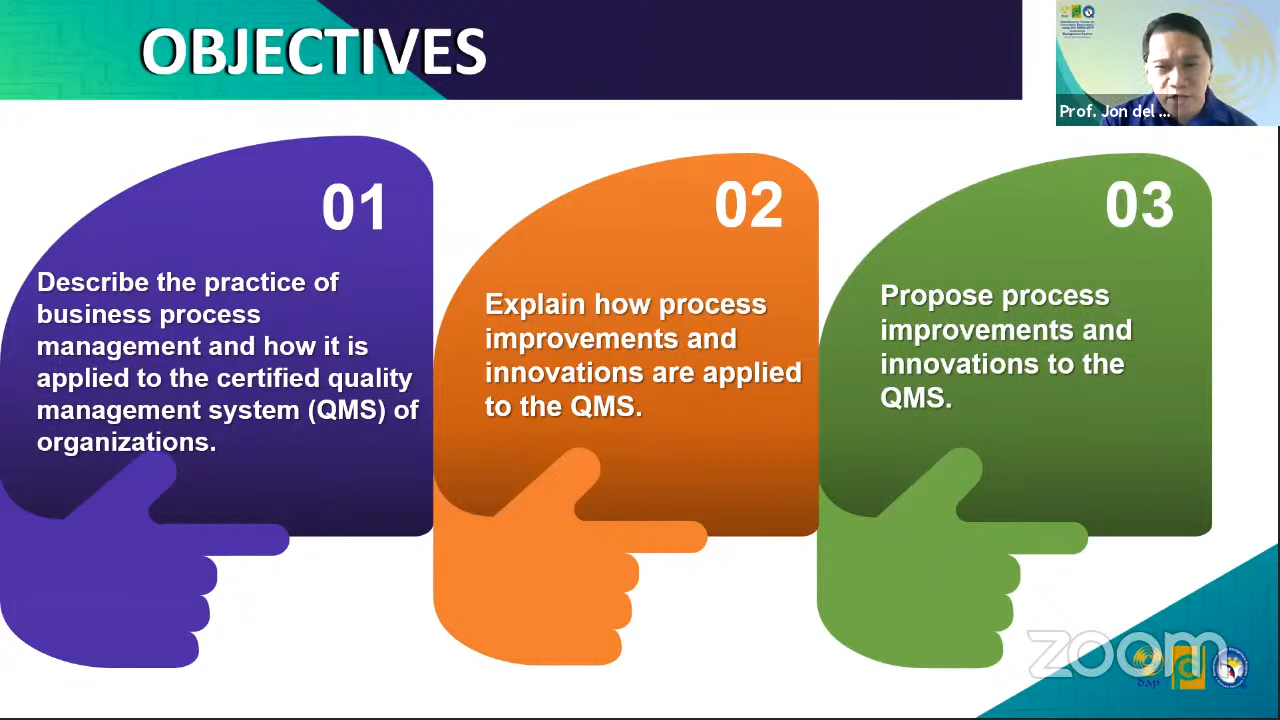 OBJECTIVES
Prof. Jon del ...
01
Describe the practice of
business process
management and how it is
applied to the certified quality
management system (QMS) of
organizations.
02
Explain how process
improvements and
innovations are applied
to the QMS.
03
Propose process
improvements and
innovations to the
QMS.
zoom
dap